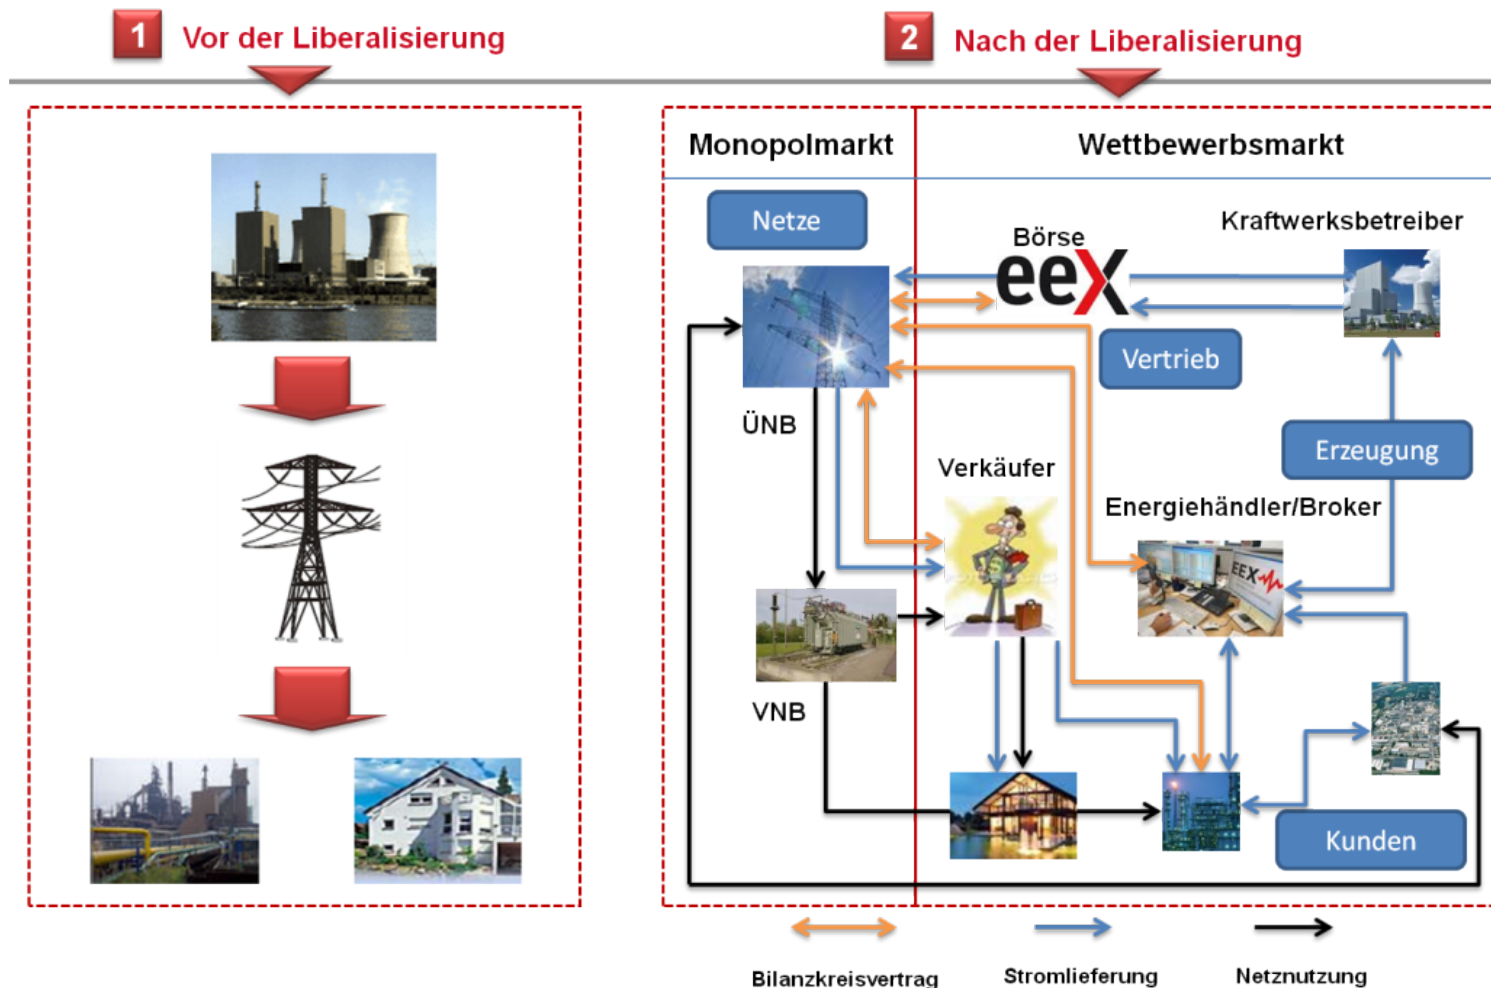 1 Vor der Liberalisierung
2 Nach der Liberalisierung
Monopolmarkt
Wettbewerbsmarkt
Netze
Börse
eex
Kraftwerksbetreiber
Vertrieb
ÜNB
Erzeugung
Verkäufer
Energiehändler/Broker
EEX
VNB
Kunden
Bilanzkreisvertrag
Stromlieferung
Netznutzung